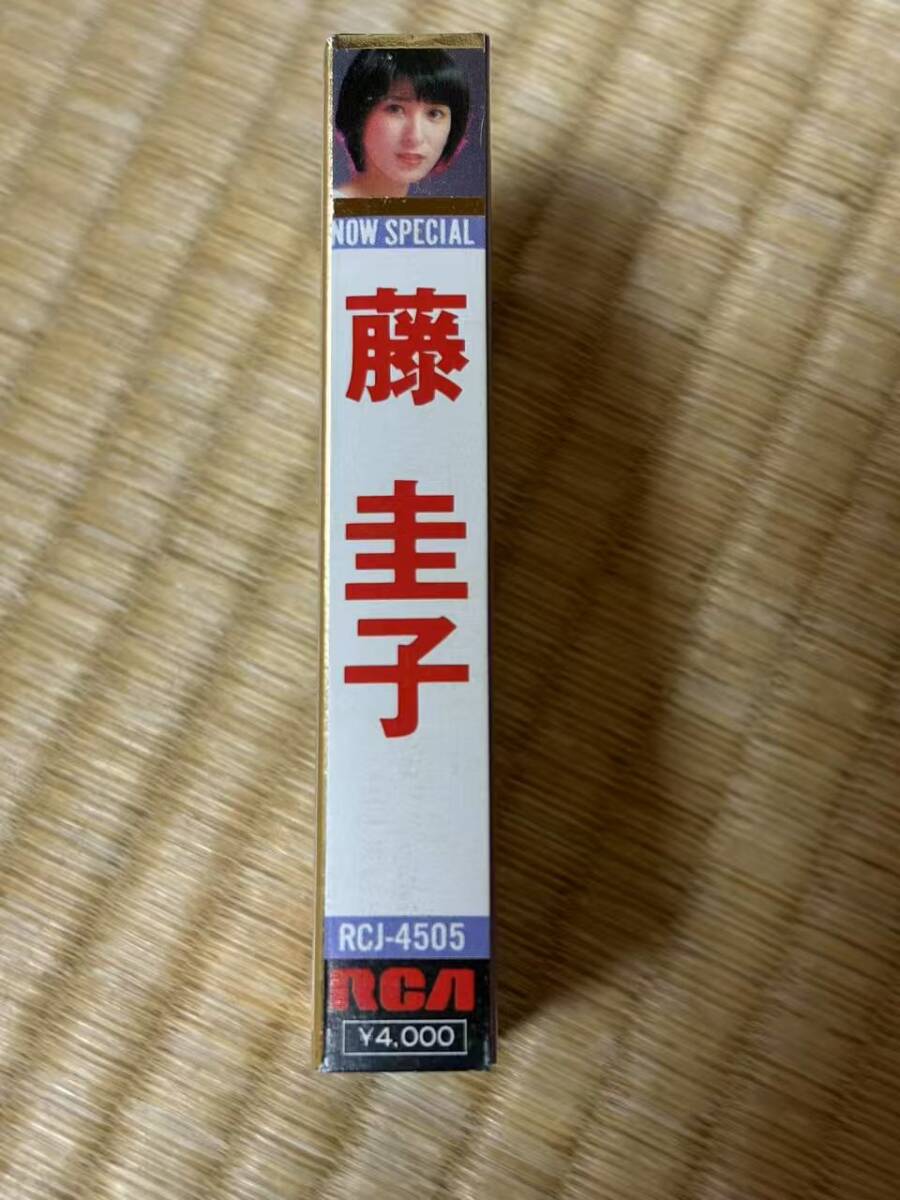 NOW SPECIAL
藤圭子
RCJ-4505
RCA
¥4,000